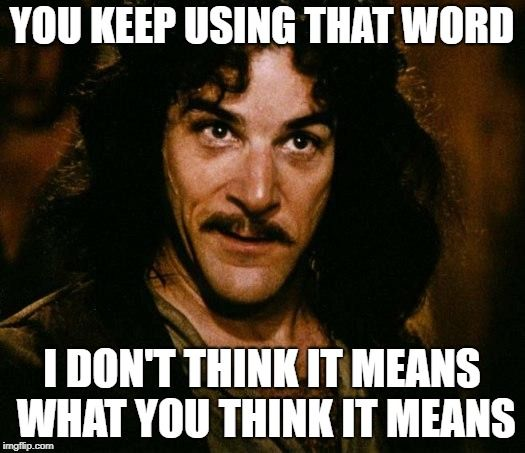 YOU KEEP USING THAT WORD
I DON'T THINK IT MEANS
WHAT YOU THINK IT MEANS
imgflip.com